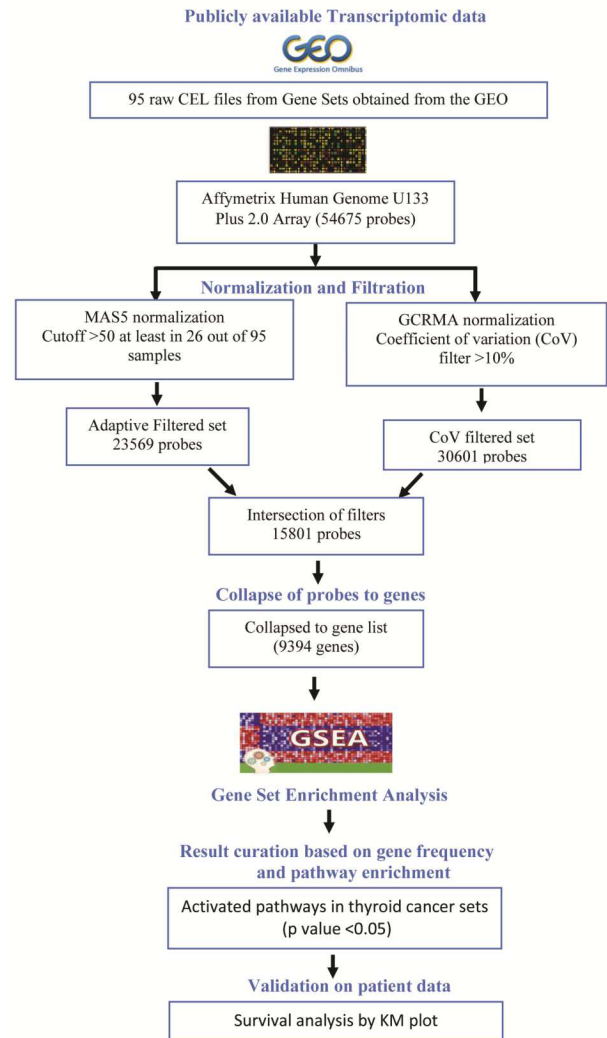 Publicly available Transcriptomic data
GEO
Gene Expression Omnibus
95 raw CEL files from Gene Sets obtained from the GEO
Affymetrix Human Genome U133
Plus 2.0 Array (54675 probes)
Normalization and Filtration
MAS5 normalization
Cutoff >50 at least in 26 out of 95
samples
GCRMA normalization
Coefficient of variation (CoV)
filter >10%
Adaptive Filtered set
23569 probes
CoV filtered set
30601 probes
Intersection of filters
15801 probes
Collapse of probes to genes
Collapsed to gene list
(9394 genes)
GSEA
Gene Set Enrichment Analysis
Result curation based on gene frequency
and pathway enrichment
Activated pathways in thyroid cancer sets
(p value <0.05)
Validation on patient data
Survival analysis by KM plot